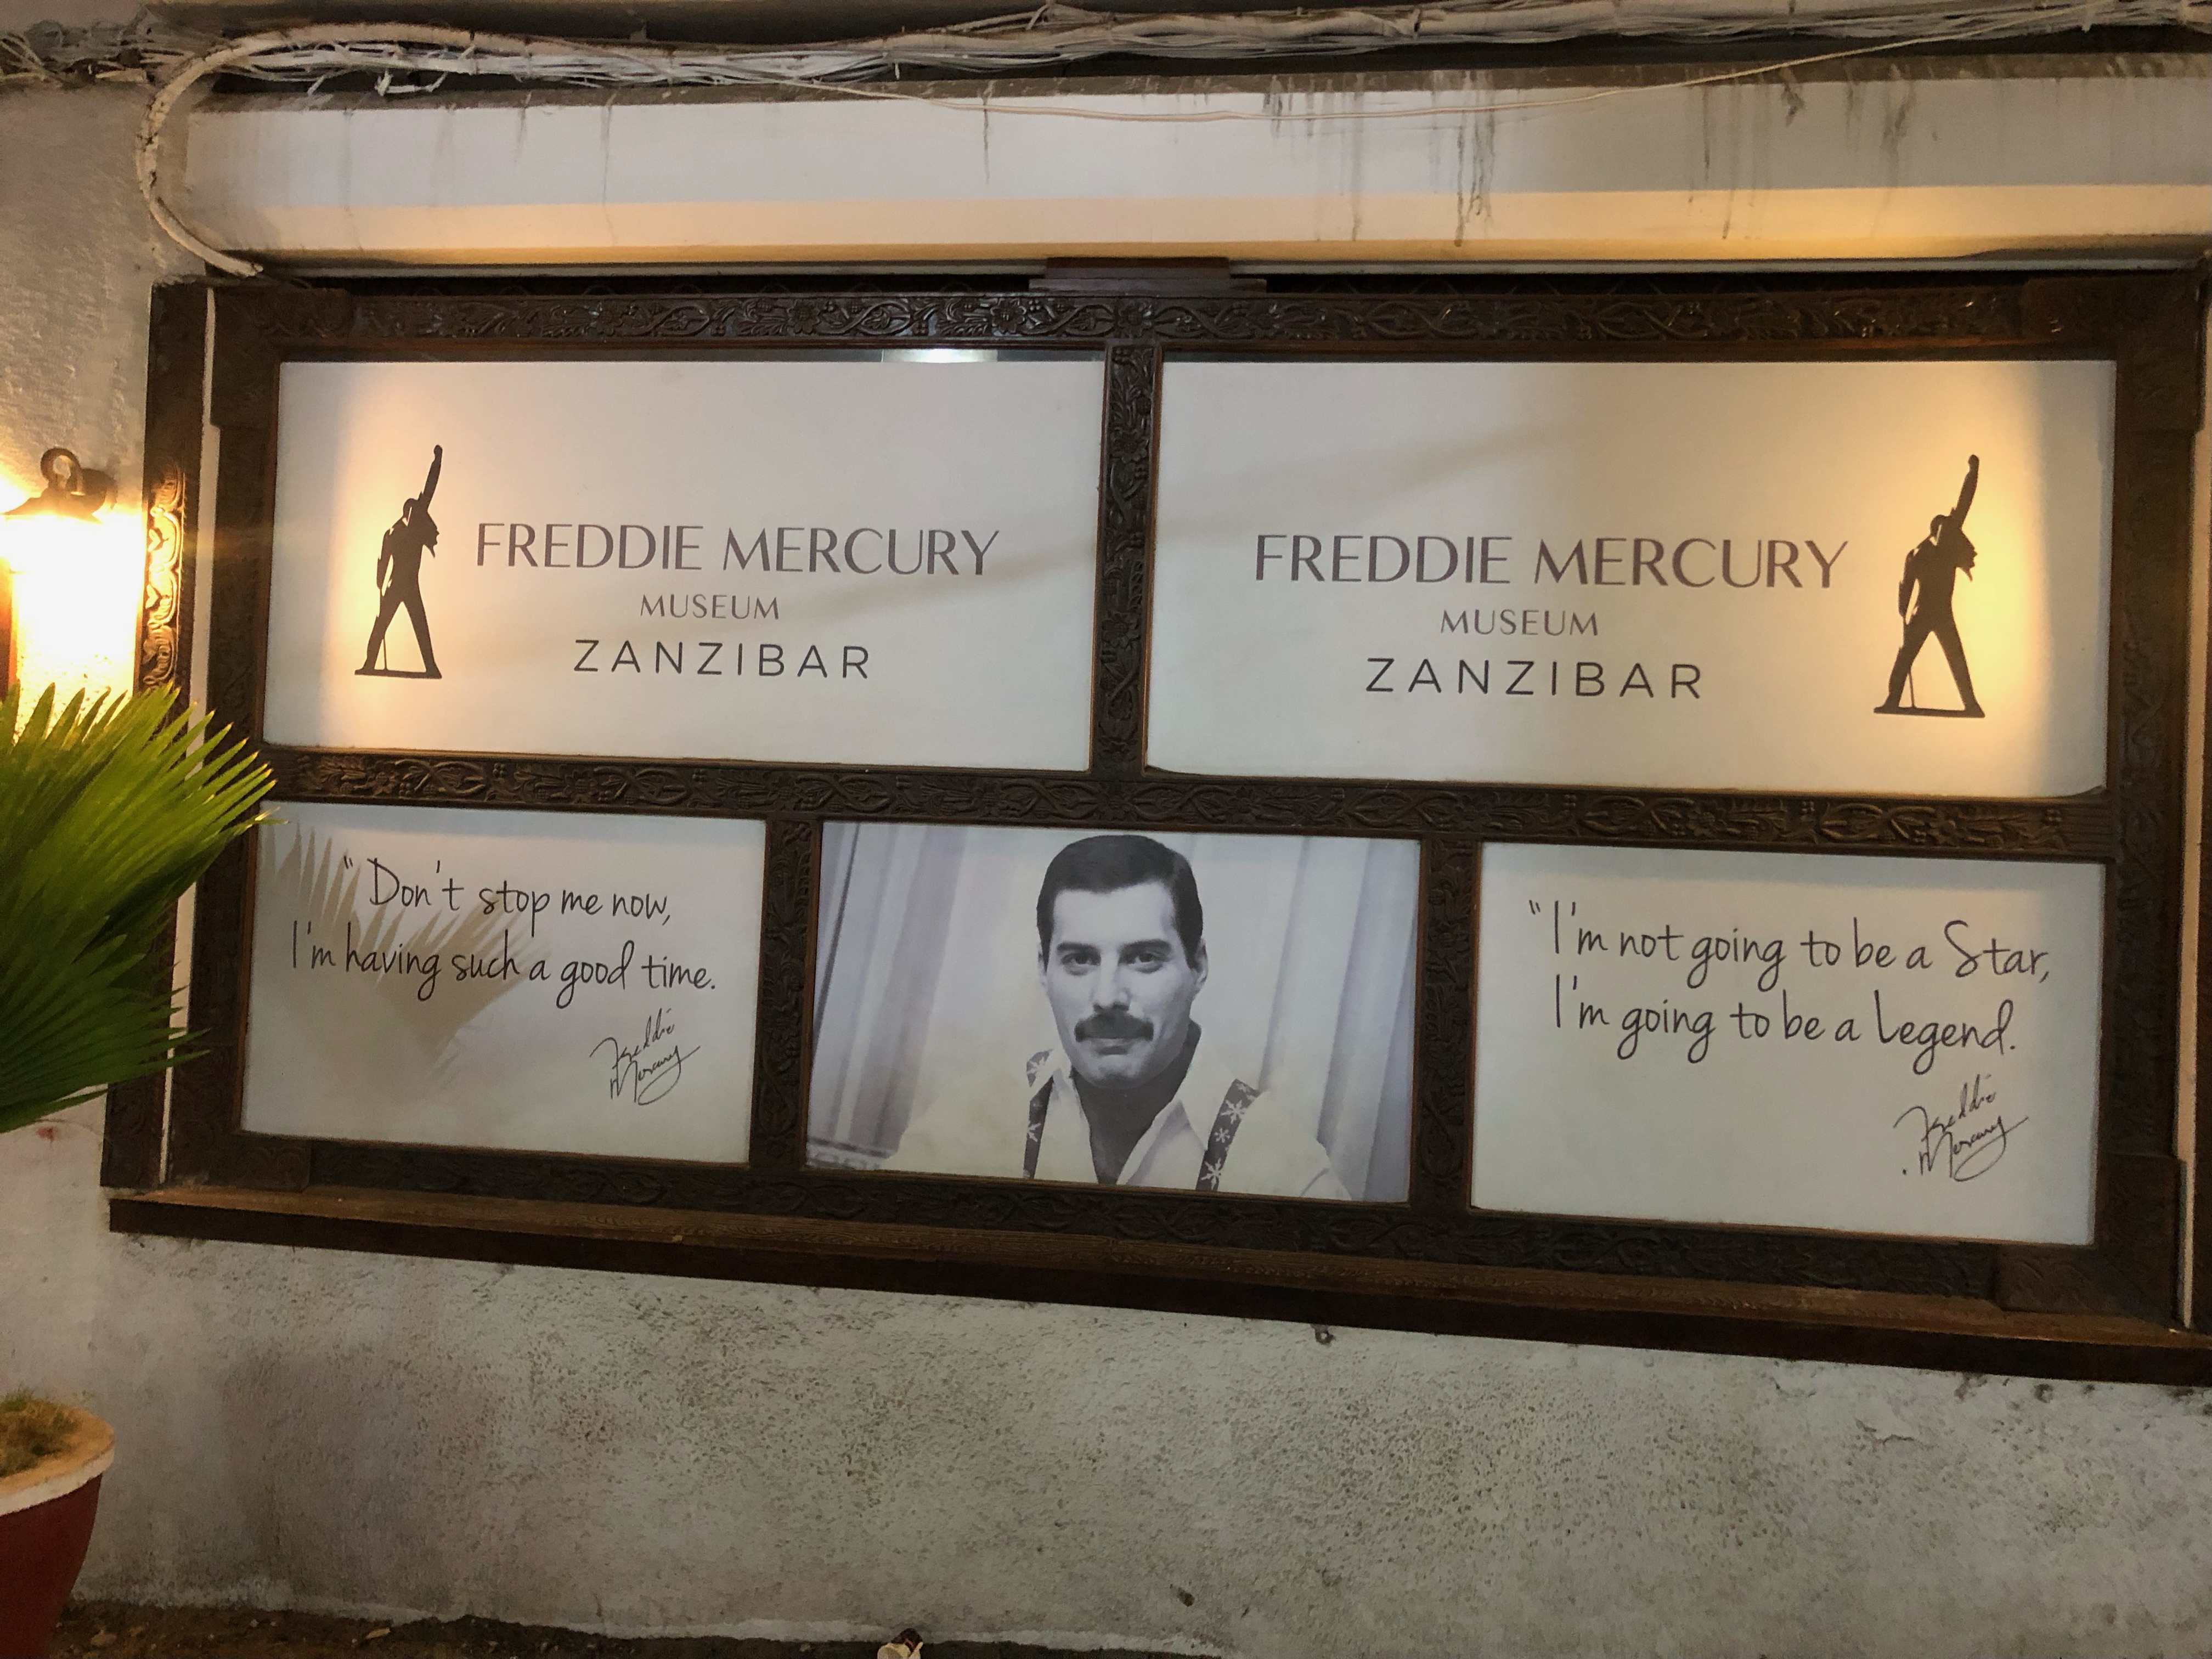 FREDDIE MERCURY
MUSEUM
ZANZIBAR
FREDDIE MERCURY
MUSEUM
ZANZIBAR
"Don't stop me now,
I'm having such a good time.
Freddie
Mercury
"I'm not going to be a Star,
I'm going to be a Legend.
Freddie
Mercury